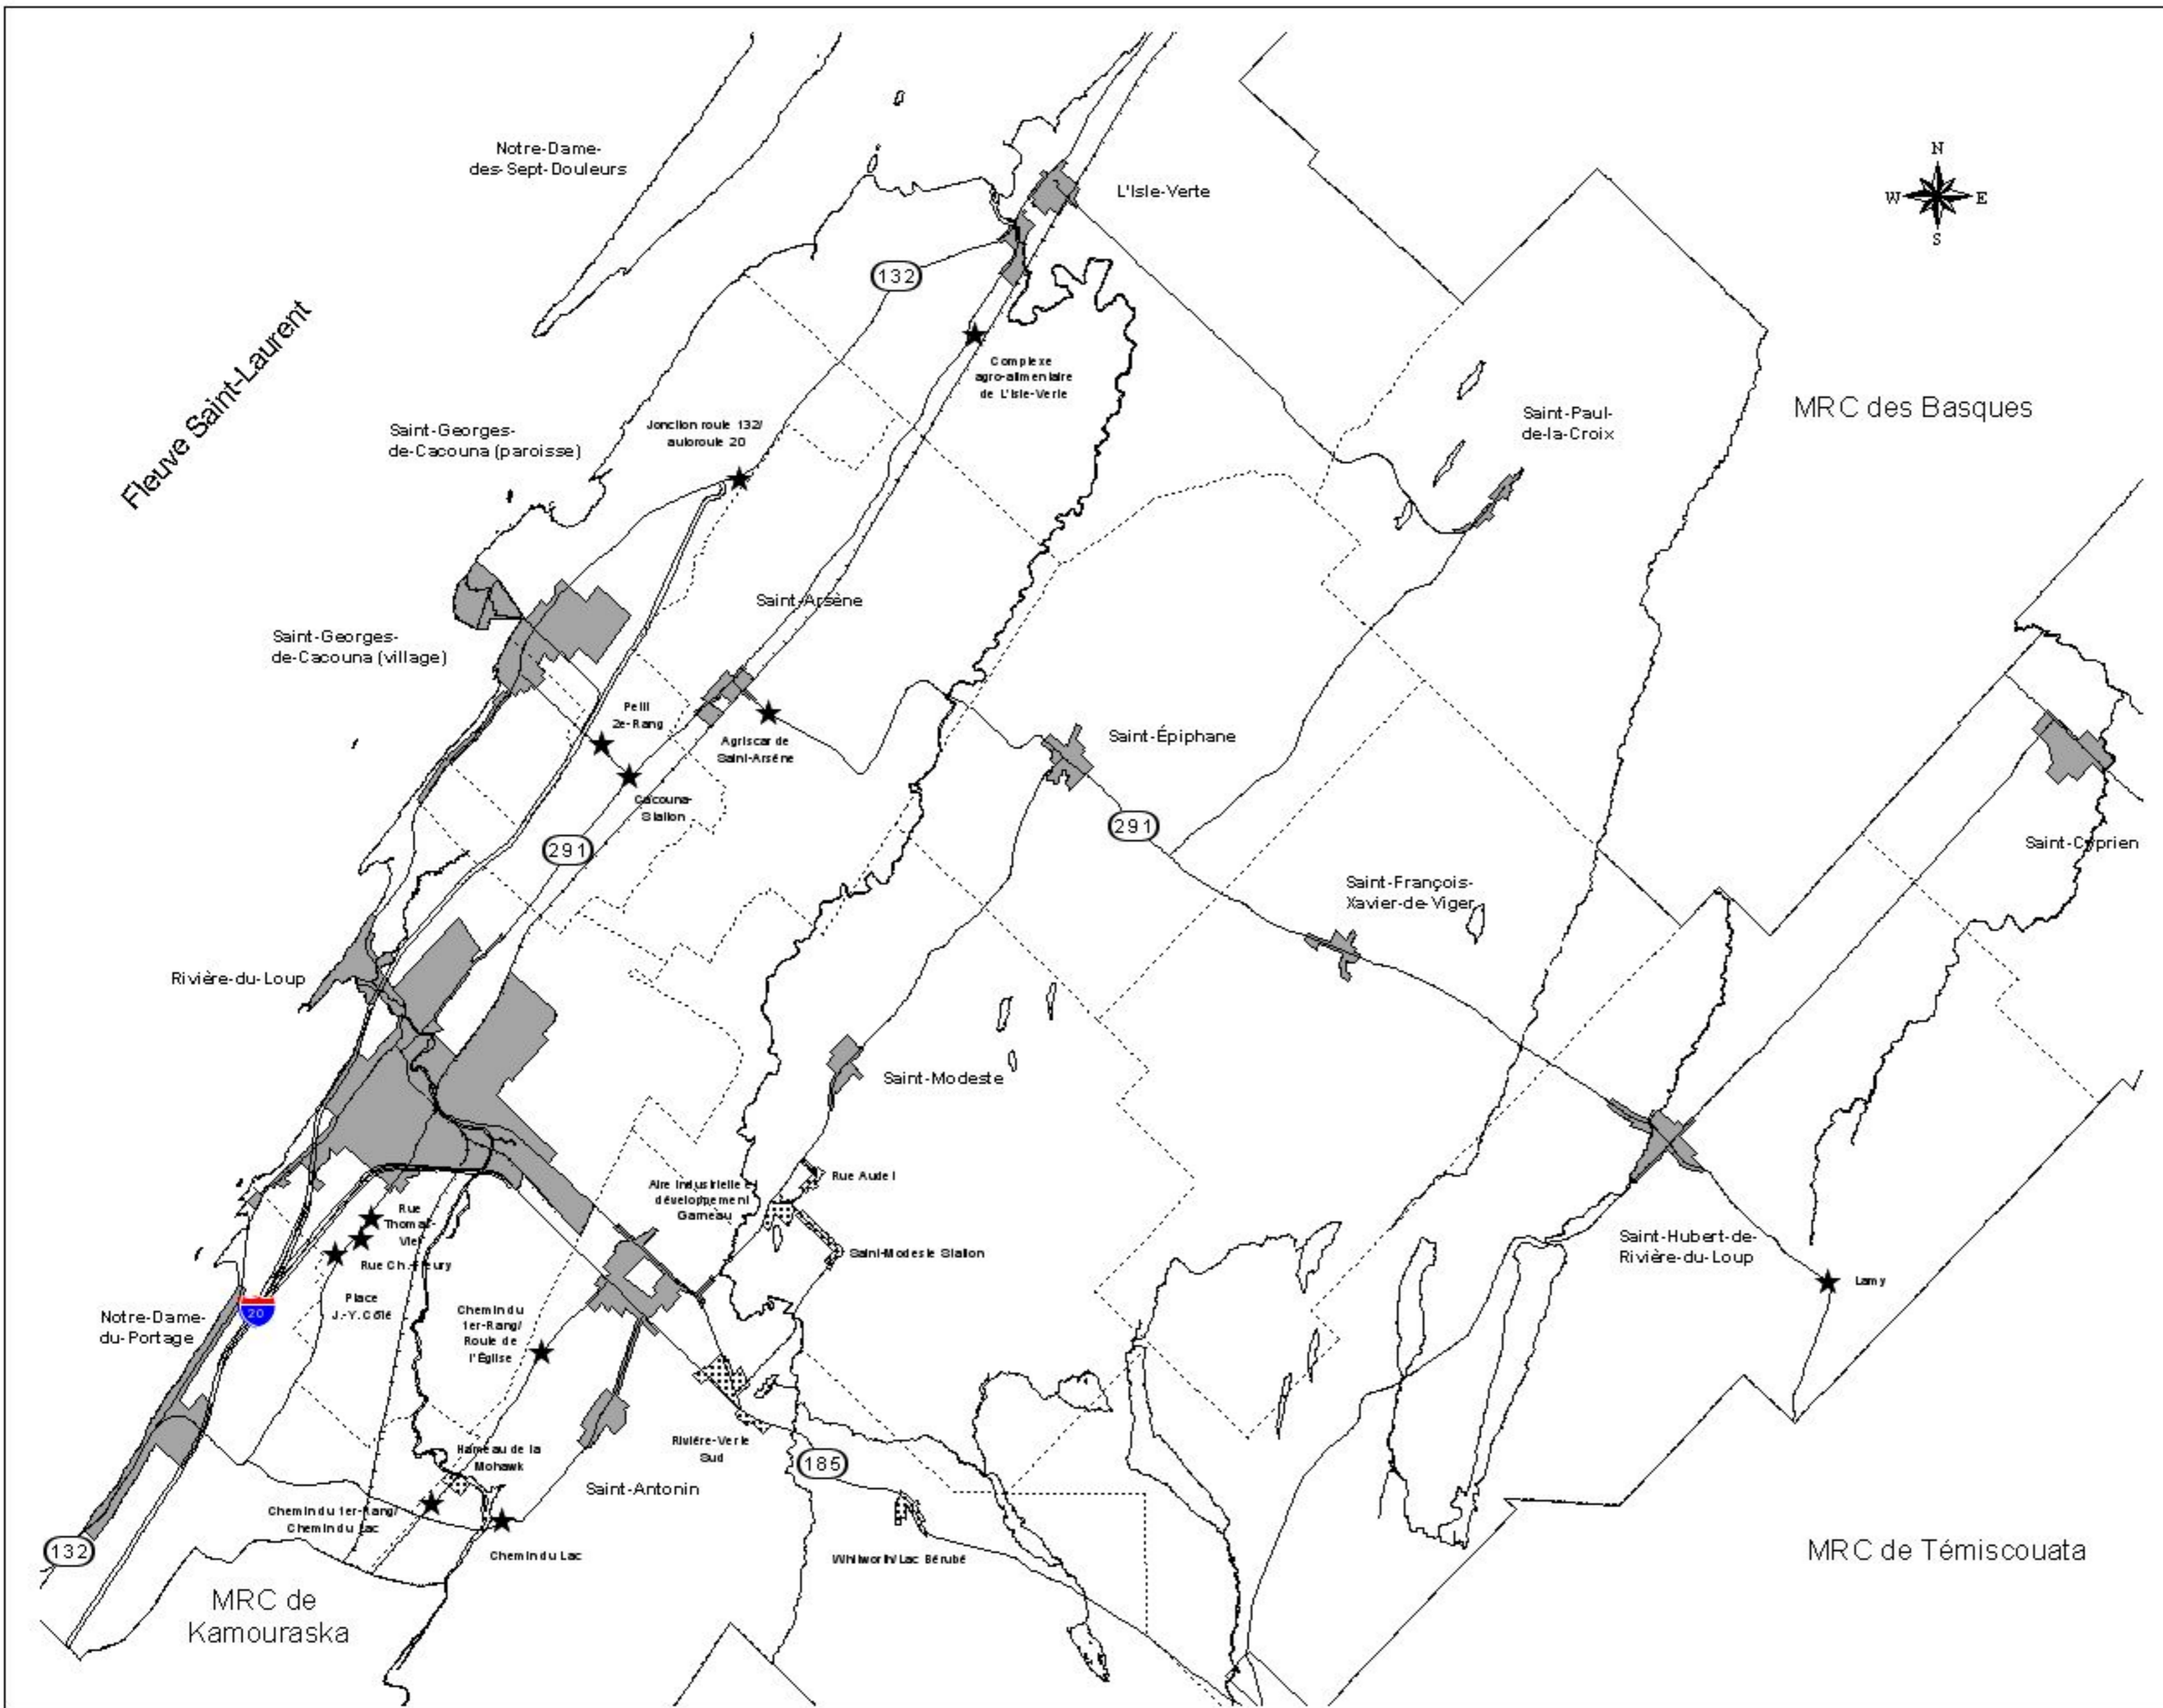 Notre-Dame-
des-Sept-Douleurs
N
W
E
S
L'Isle-Verte
132
Fleuve Saint-Laurent
Complexe
agro-alimentaire
de L'Isle-Verte
MRC des Basques
Saint-Paul-
de-la-Croix
Saint-Georges-
de-Cacouna (paroisse)
Jonction route 132/
autoroute 20
Saint-Arsène
Saint-Georges-
de-Cacouna (village)
Petit
2e-Rang
Agriscar de
Saint-Arsène
Saint-Épiphane
Cacouna-
Station
291
291
Saint-Cyprien
Saint-François-
Xavier-de-Viger
Rivière-du-Loup
Saint-Modeste
Rue Audet
Aire industrielle et
développement
Garneau
Rue
Thomas-
Viel
Rue Ch.-Fleury
Saint-Modeste Station
Saint-Hubert-de-
Rivière-du-Loup
Lamy
Place
J.-Y. Côté
20
Notre-Dame-
du-Portage
Chemin du
1er-Rang/
Route de
l'Église
Rivière-Verte
Sud
Hameau de la
Mohawk
185
Saint-Antonin
Chemin du 1er-Rang/
Chemin du Lac
Chemin du Lac
Whitworth/Lac Bérubé
132
MRC de Témiscouata
MRC de
Kamouraska